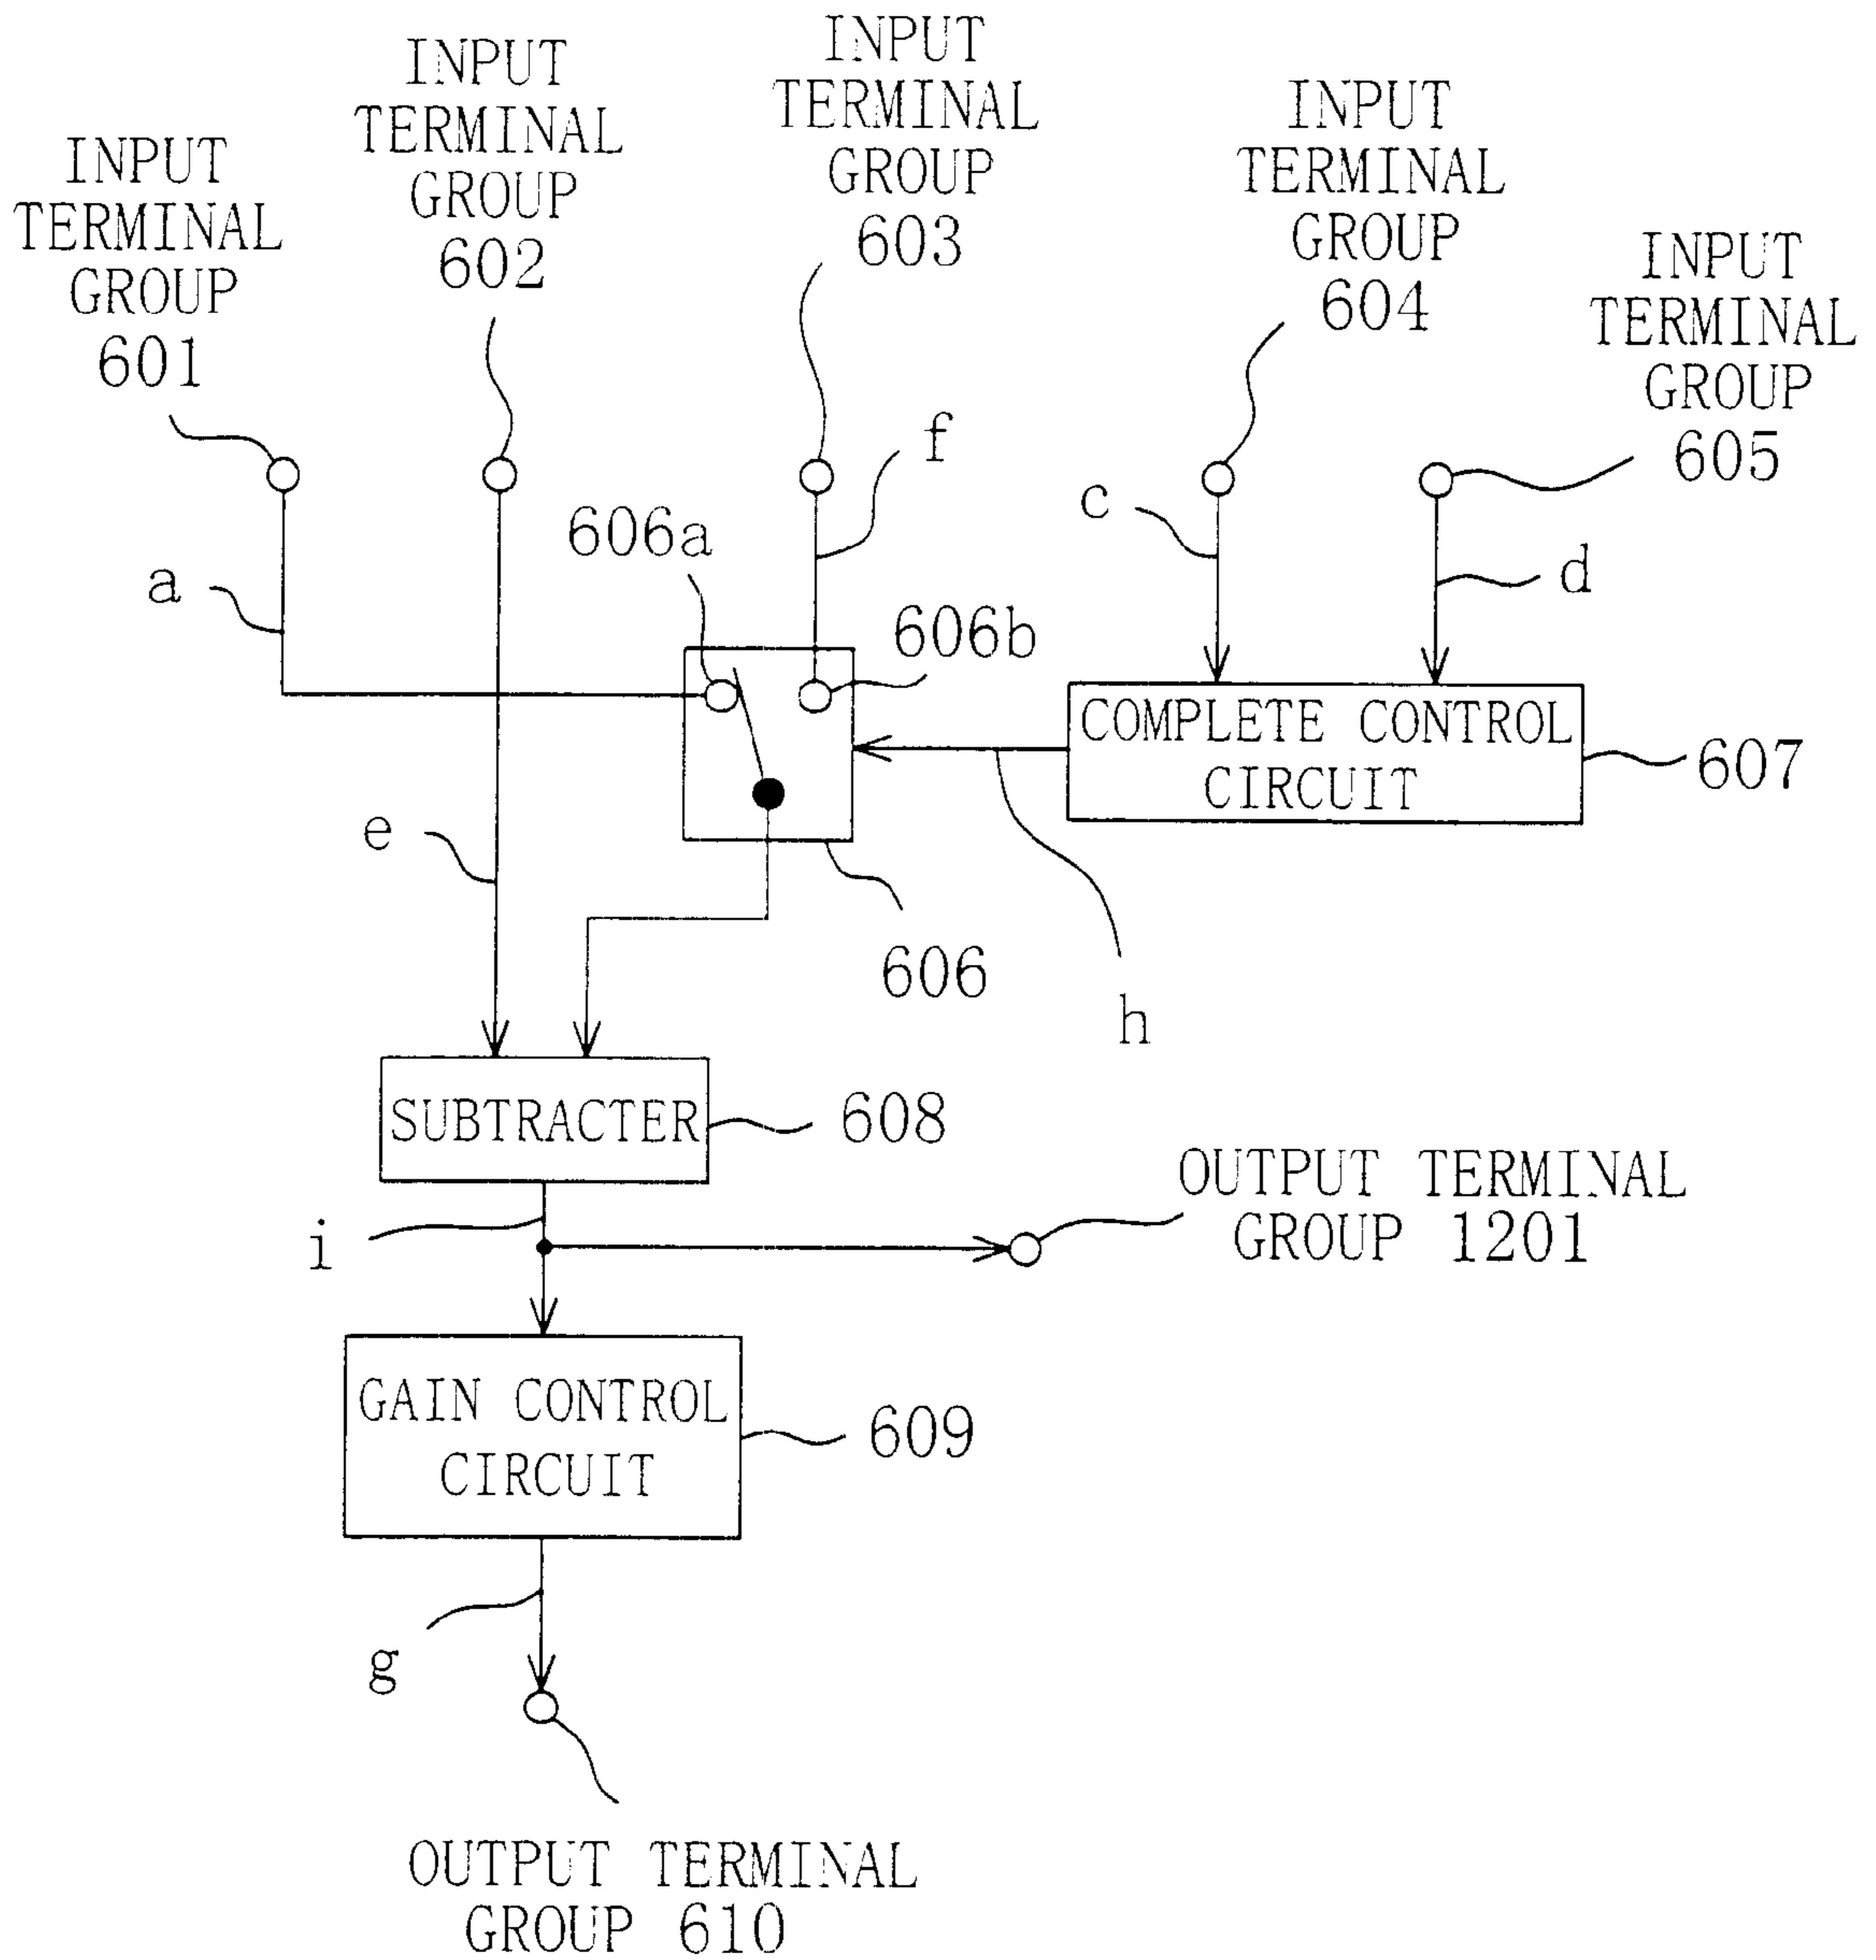 INPUT
TERMINAL
GROUP
601
INPUT
TERMINAL
GROUP
602
INPUT
TERMINAL
GROUP
603
INPUT
TERMINAL
GROUP
604
INPUT
TERMINAL
GROUP
605
a
606a
f
c
d
606b
COMPLETE CONTROL
CIRCUIT
607
e
606
h
SUBTRACTER
608
i
OUTPUT TERMINAL
GROUP 1201
GAIN CONTROL
CIRCUIT
609
g
OUTPUT TERMINAL
GROUP 610